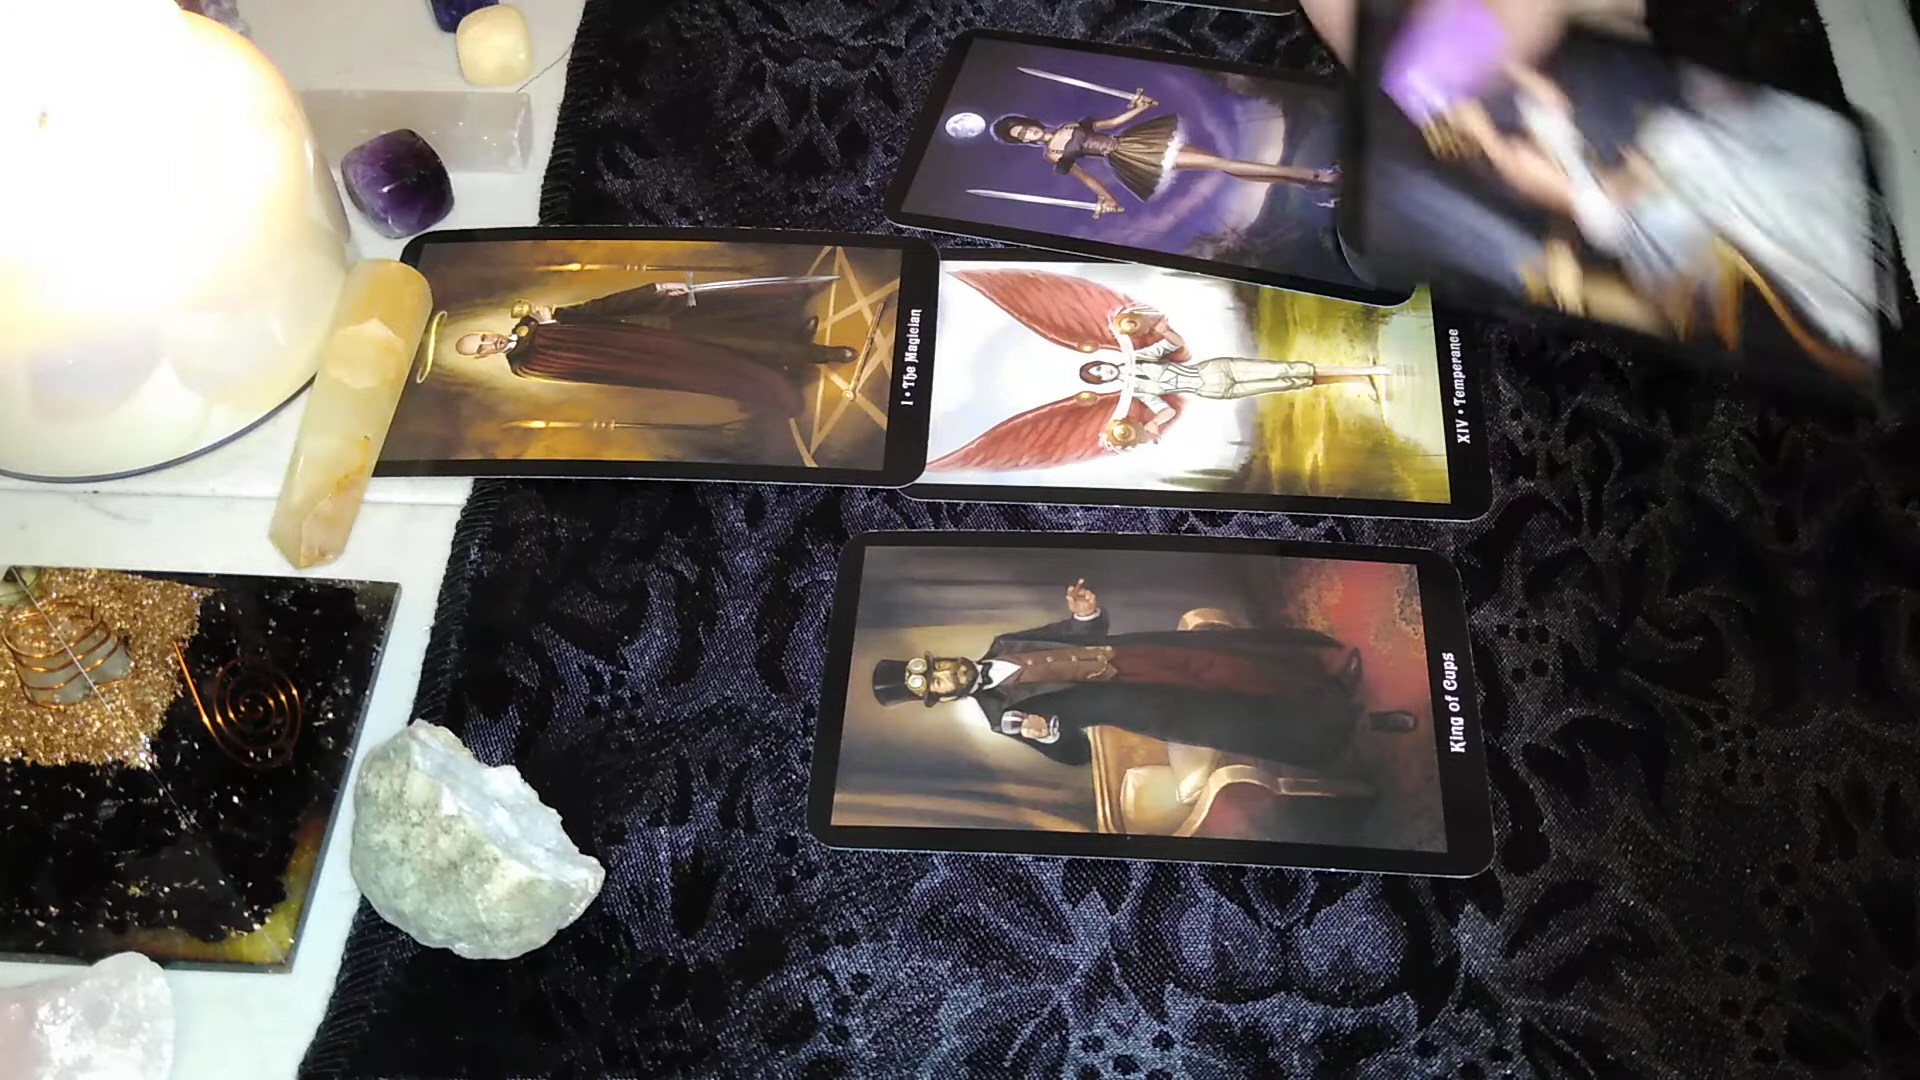 I • The Magician
XIV • Temperance
King of Cups